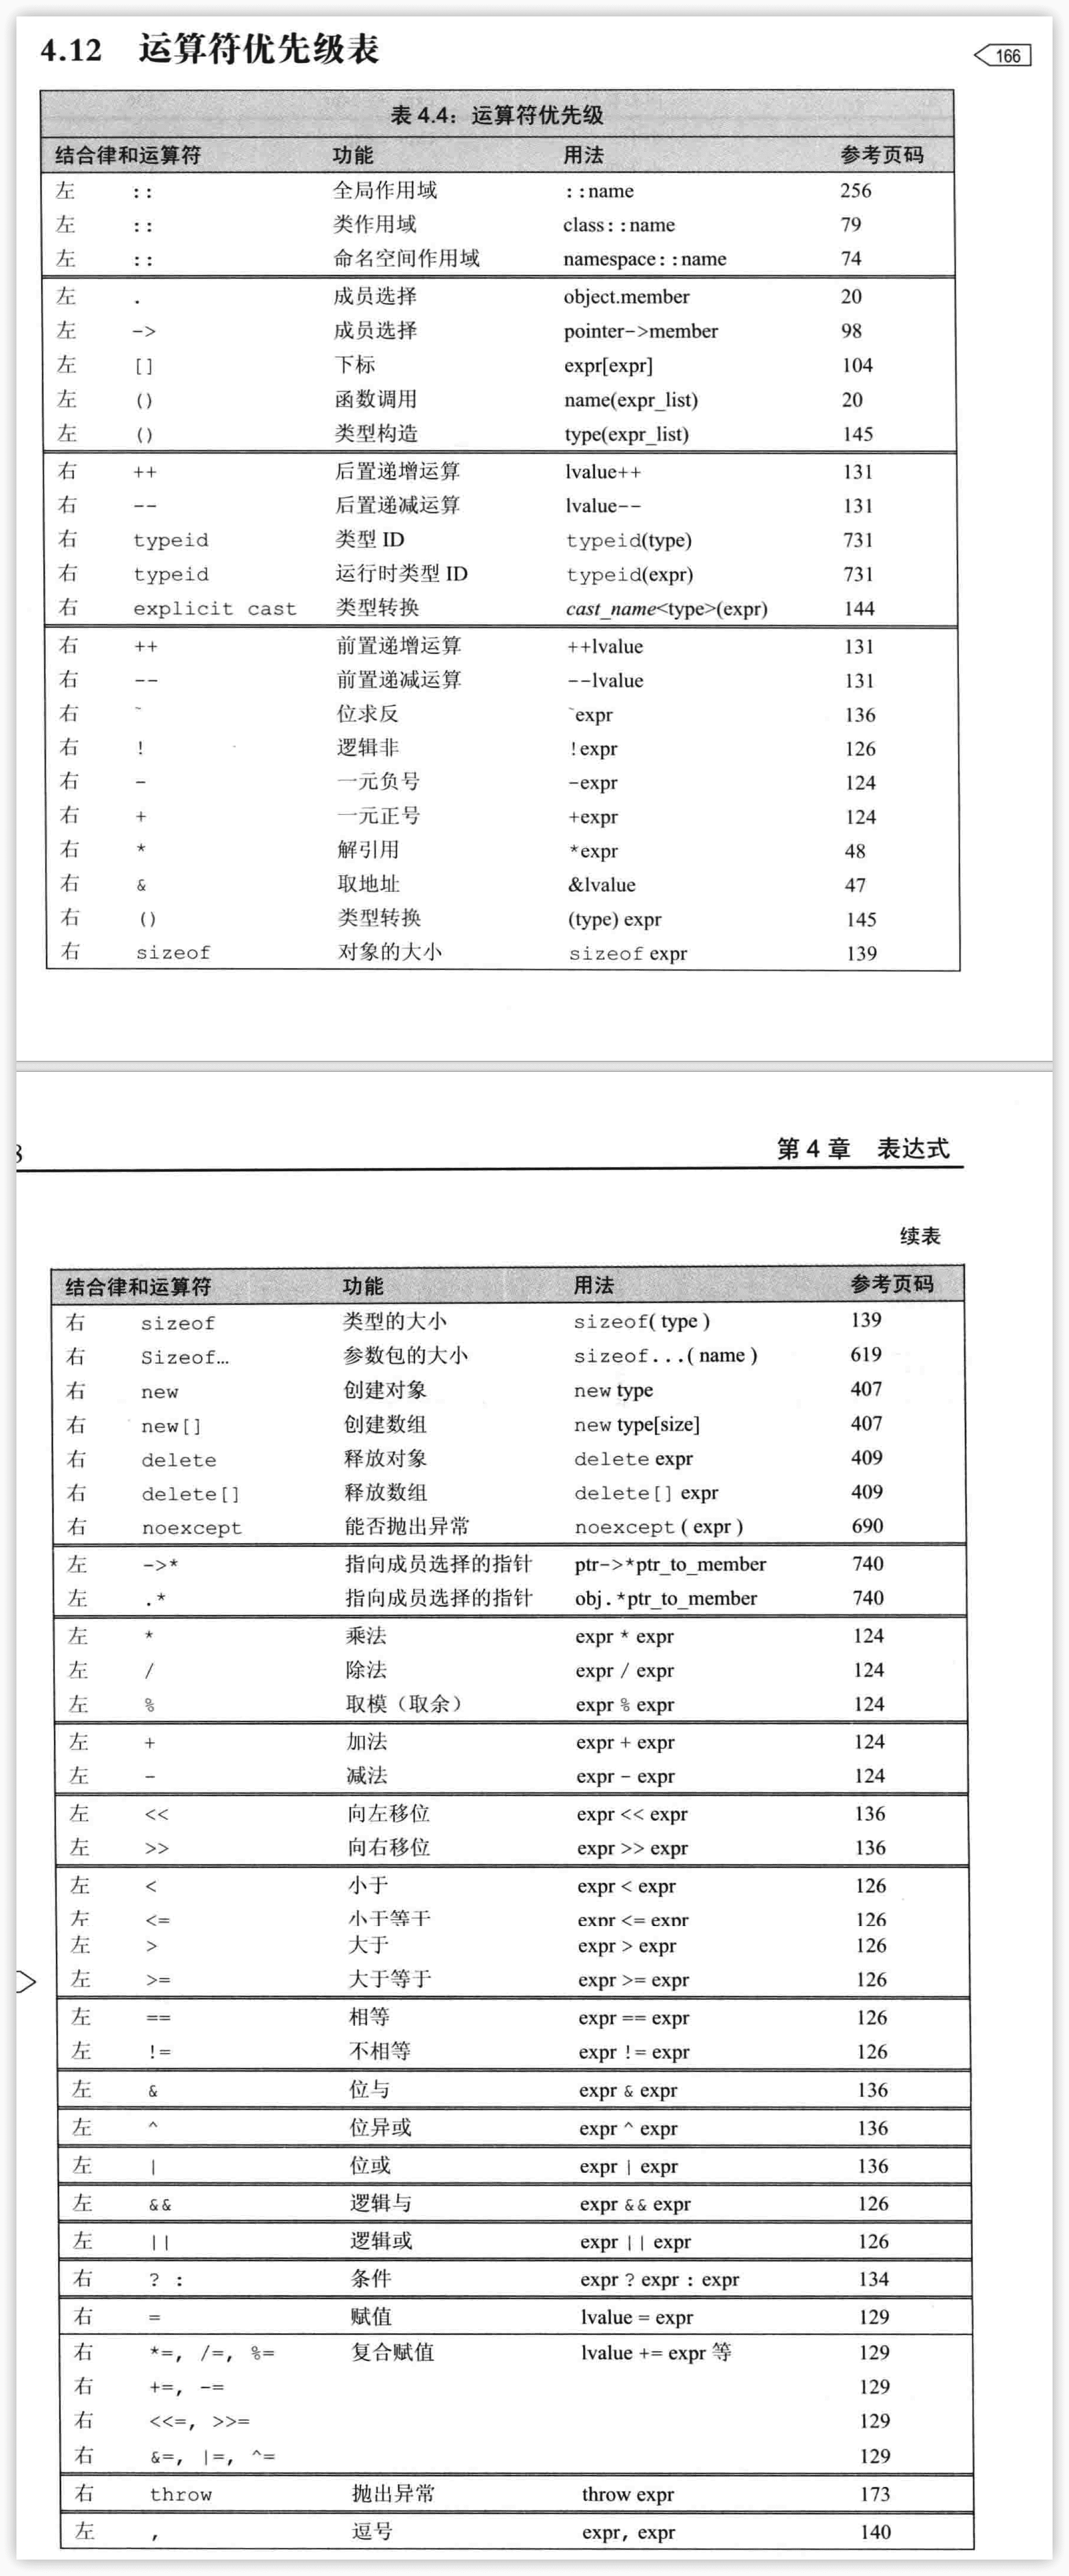 4.12 运算符优先级表
166
表 4.4：运算符优先级
结合律和运算符 功能 用法 参考页码
左 :: 全局作用域 ::name 256
左 :: 类作用域 class::name 79
左 :: 命名空间作用域 namespace::name 74
左 . 成员选择 object.member 20
左 -> 成员选择 pointer->member 98
左 [] 下标 expr[expr] 104
左 () 函数调用 name(expr_list) 20
左 () 类型构造 type(expr_list) 145
右 ++ 后置递增运算 lvalue++ 131
右 -- 后置递减运算 lvalue-- 131
右 typeid 类型 ID typeid(type) 731
右 typeid 运行时类型 ID typeid(expr) 731
右 explicit cast 类型转换 cast_name<type>(expr) 144
右 ++ 前置递增运算 ++lvalue 131
右 -- 前置递减运算 --lvalue 131
右 ~ 位求反 ~expr 136
右 ! 逻辑非 !expr 126
右 - 一元负号 -expr 124
右 + 一元正号 +expr 124
右 * 解引用 *expr 48
右 & 取地址 &lvalue 47
右 () 类型转换 (type) expr 145
右 sizeof 对象的大小 sizeof expr 139
第 4 章 表达式
续表
结合律和运算符 功能 用法 参考页码
右 sizeof 类型的大小 sizeof( type ) 139
右 Sizeof… 参数包的大小 sizeof...( name ) 619
右 new 创建对象 new type 407
右 new[] 创建数组 new type[size] 407
右 delete 释放对象 delete expr 409
右 delete[] 释放数组 delete[] expr 409
右 noexcept 能否抛出异常 noexcept ( expr ) 690
左 ->* 指向成员选择的指针 ptr->*ptr_to_member 740
左 .* 指向成员选择的指针 obj.*ptr_to_member 740
左 * 乘法 expr * expr 124
左 / 除法 expr / expr 124
左 % 取模（取余） expr % expr 124
左 + 加法 expr + expr 124
左 - 减法 expr - expr 124
左 << 向左移位 expr << expr 136
左 >> 向右移位 expr >> expr 136
左 < 小于 expr < expr 126
左 <= 小于等于 expr <= expr 126
左 > 大于 expr > expr 126
左 >= 大于等于 expr >= expr 126
左 == 相等 expr == expr 126
左 != 不相等 expr != expr 126
左 & 位与 expr & expr 136
左 ^ 位异或 expr ^ expr 136
左 | 位或 expr | expr 136
左 && 逻辑与 expr && expr 126
左 || 逻辑或 expr || expr 126
右 ? : 条件 expr ? expr : expr 134
右 = 赋值 lvalue = expr 129
右 *=, /=, %= 复合赋值 lvalue += expr 等 129
右 +=, -= 129
右 <<=, >>= 129
右 &=, |=, ^= 129
右 throw 抛出异常 throw expr 173
左 , 逗号 expr, expr 140